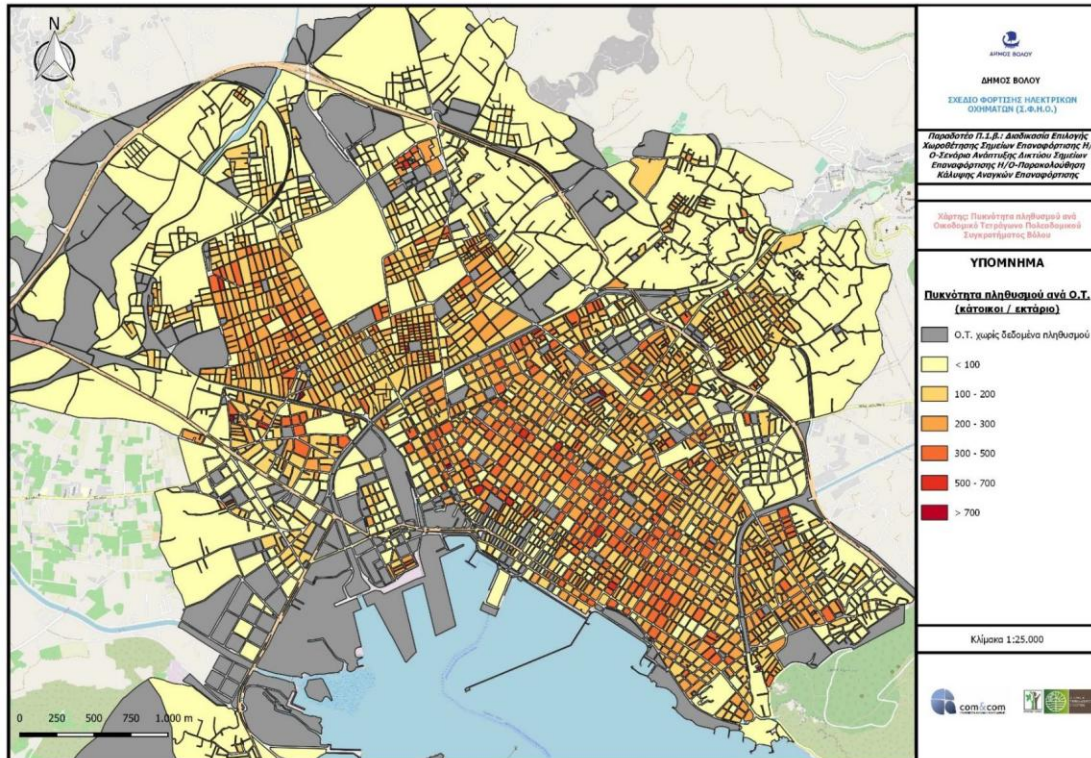 N
ΔΗΜΟΣ ΒΟΛΟΥ
ΔΗΜΟΣ ΒΟΛΟΥ
ΣΧΕΔΙΟ ΦΟΡΤΙΣΗΣ ΗΛΕΚΤΡΙΚΩΝ
ΟΧΗΜΑΤΩΝ (Σ.Φ.Η.Ο.)
Παραδοτέο Π.1.β.: Διαδικασία Επιλογής
Χωροθέτησης Σημείων Επαναφόρτισης Η/
Ο-Σενάρια Ανάπτυξης Δικτύου Σημείων
Επαναφόρτισης Η/Ο-Παρακολούθηση
Κάλυψης Αναγκών Επαναφόρτισης
Χάρτης: Πυκνότητα πληθυσμού ανά
Οικοδομικό Τετράγωνο Πολεοδομικού
Συγκροτήματος Βόλου
ΥΠΟΜΝΗΜΑ
Πυκνότητα πληθυσμού ανά Ο.Τ.
(κάτοικοι / εκτάριο)
Ο.Τ. χωρίς δεδομένα πληθυσμού
< 100
100 - 200
200 - 300
300 - 500
500 - 700
> 700
Κλίμακα 1:25.000
com&com
0 250 500 750 1.000 m